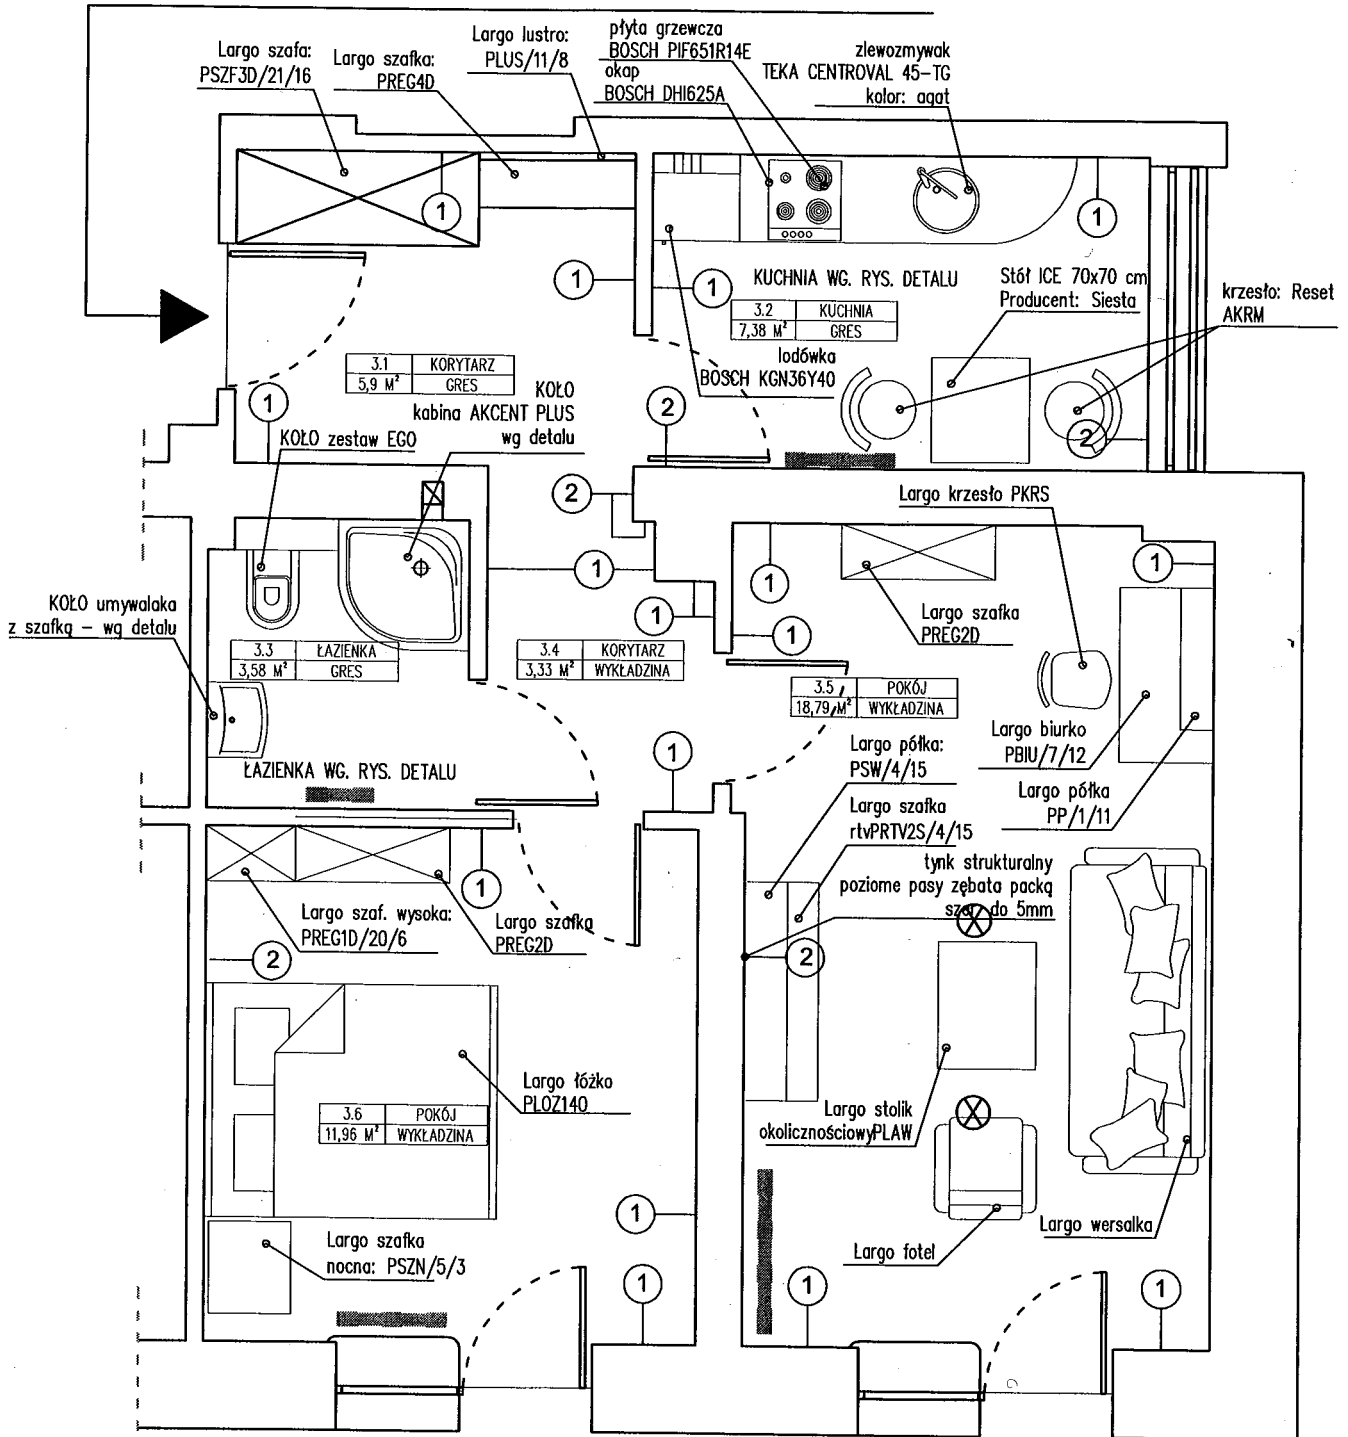 Largo szafa:
PSZF3D/21/16
Largo szafka:
PREG4D
Largo lustro:
PLUS/11/8
płyta grzewcza
BOSCH PIF651R14E
okap
BOSCH DHI625A
zlewozmywak
TEKA CENTROVAL 45-TG
kolor: agat
1
1
1
1
KUCHNIA WG. RYS. DETALU
3.2 KUCHNIA
7,38 M² GRES
Stół ICE 70x70 cm
Producent: Siesta
krzesło: Reset
AKRM
lodówka
BOSCH KGN36Y40
3.1 KORYTARZ
5,9 M² GRES
1
2
2
KOŁO
kabina AKCENT PLUS
wg detalu
KOŁO zestaw EGO
2
Largo krzesło PKRS
1
1
1
1
1
KOŁO umywalaka
z szafką – wg detalu
Largo szafka
PREG2D
3.3 ŁAZIENKA
3,58 M² GRES
3.4 KORYTARZ
3,33 M² WYKŁADZINA
3.5 POKÓJ
18,79 M² WYKŁADZINA
Largo biurko
PBIU/7/12
Largo półka
PP/1/11
1
ŁAZIENKA WG. RYS. DETALU
Largo półka:
PSW/4/15
Largo szafka
rtvPRTV2S/4/15
tynk strukturalny
poziome pasy zębata packą
szer. do 5mm
1
Largo szaf. wysoka:
PREG1D/20/6
Largo szafka
PREG2D
2
2
Largo łóżko
PLOZ140
3.6 POKÓJ
11,96 M² WYKŁADZINA
Largo stolik
okolicznościowyPLAW
1
Largo szafka
nocna: PSZN/5/3
Largo wersalka
Largo fotel
1
1
1